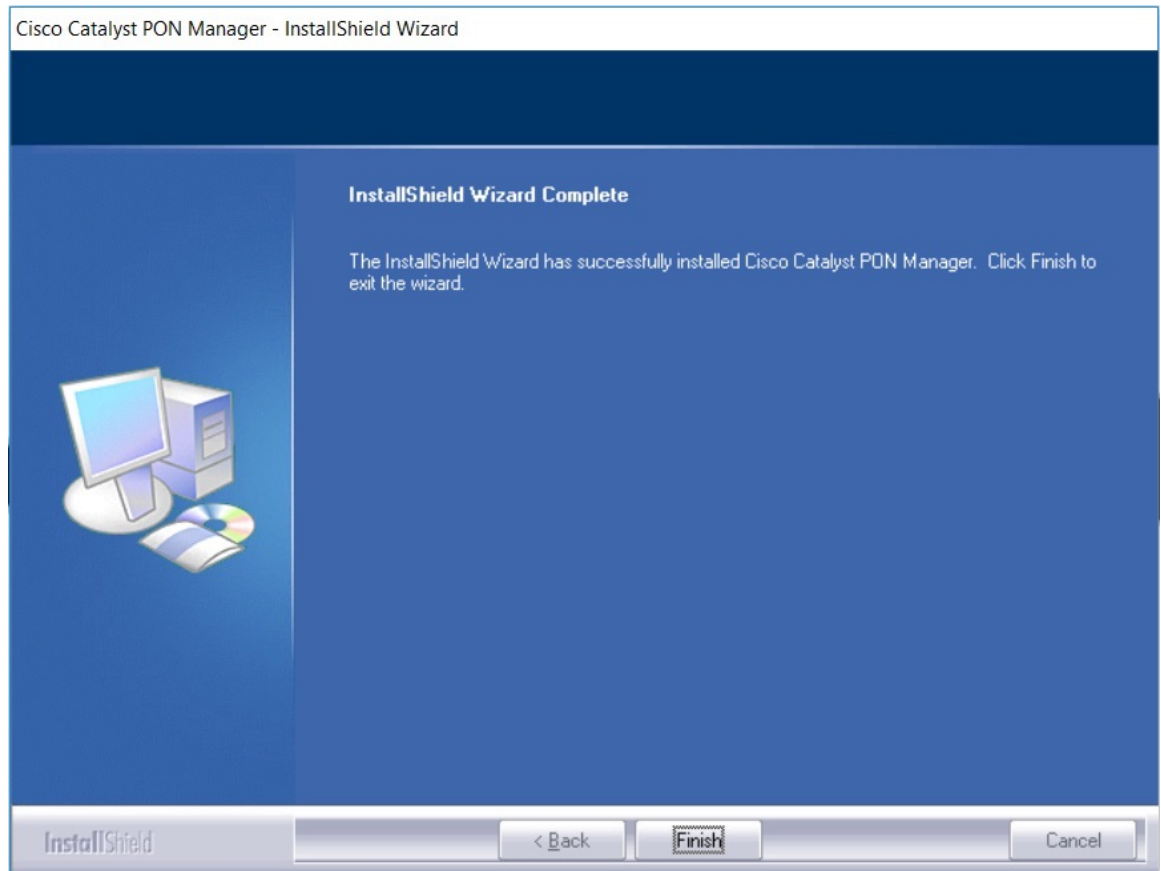 Cisco Catalyst PON Manager - InstallShield Wizard
InstallShield Wizard Complete
The InstallShield Wizard has successfully installed Cisco Catalyst PON Manager. Click Finish to
exit the wizard.
InstallShield
< Back
Finish
Cancel